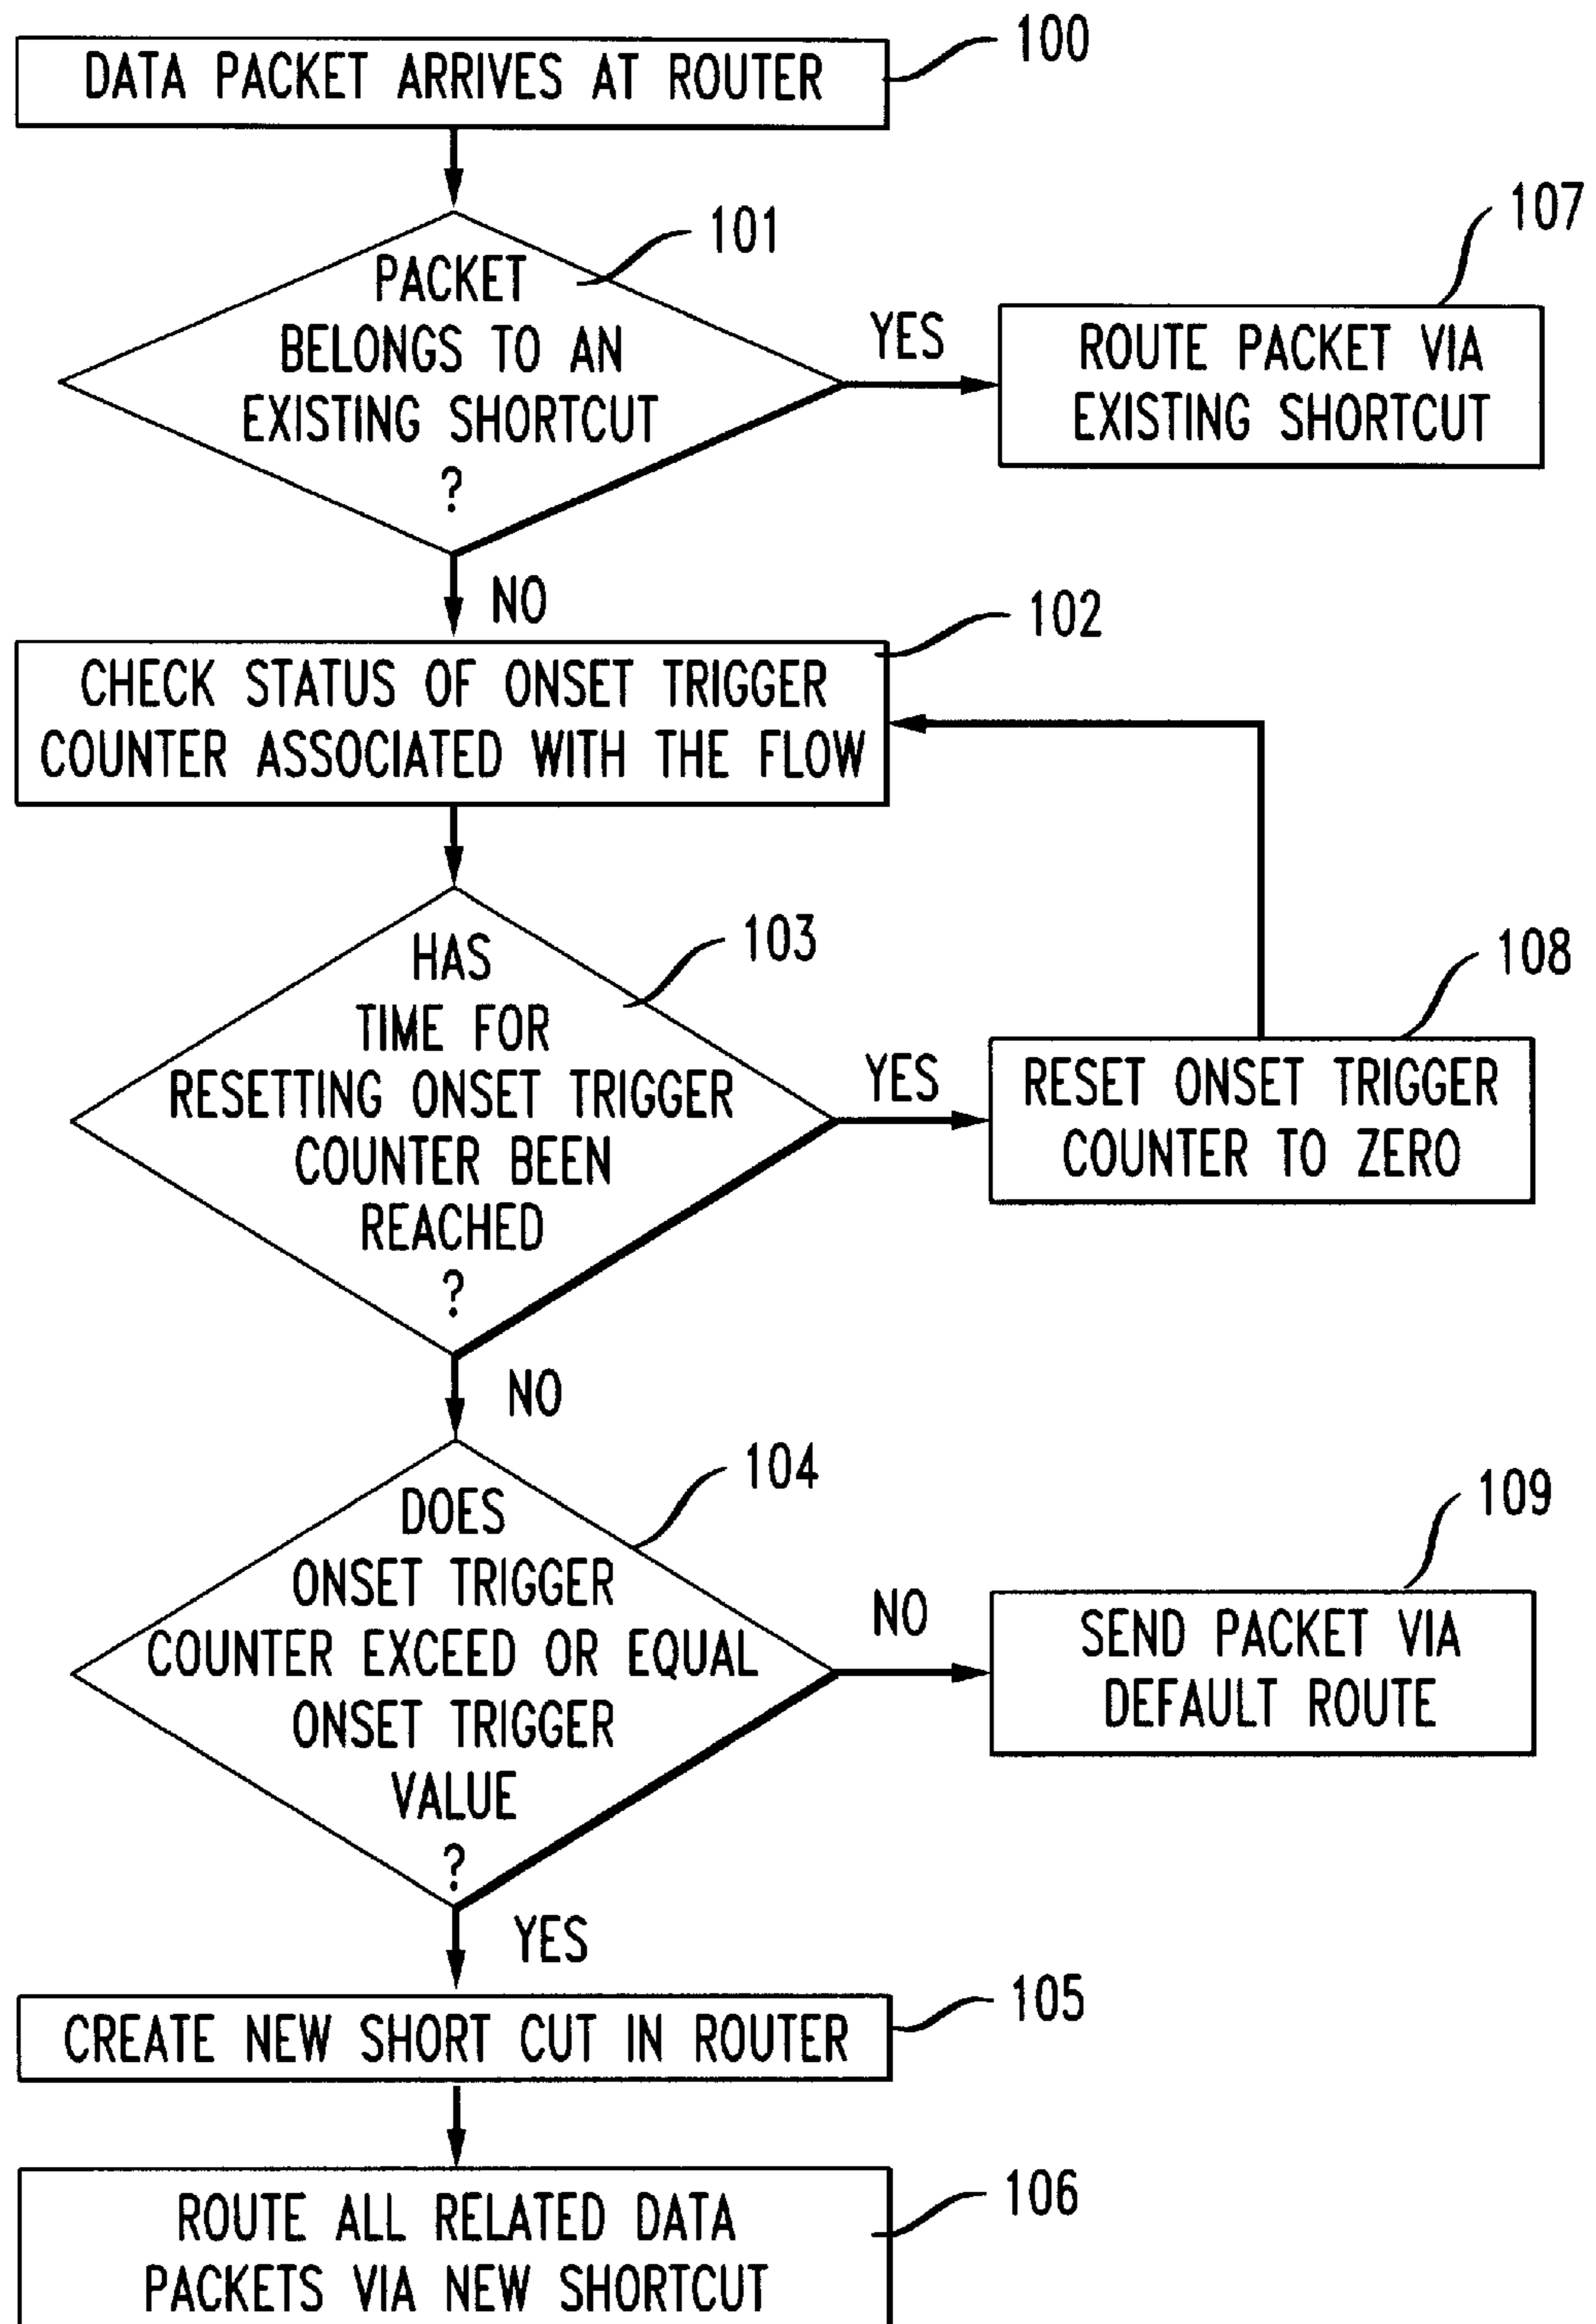 DATA PACKET ARRIVES AT ROUTER
100
PACKET
BELONGS TO AN
EXISTING SHORTCUT
?
101
YES
ROUTE PACKET VIA
EXISTING SHORTCUT
107
NO
CHECK STATUS OF ONSET TRIGGER
COUNTER ASSOCIATED WITH THE FLOW
102
HAS
TIME FOR
RESETTING ONSET TRIGGER
COUNTER BEEN
REACHED
?
103
YES
RESET ONSET TRIGGER
COUNTER TO ZERO
108
NO
DOES
ONSET TRIGGER
COUNTER EXCEED OR EQUAL
ONSET TRIGGER
VALUE
?
104
NO
SEND PACKET VIA
DEFAULT ROUTE
109
YES
CREATE NEW SHORT CUT IN ROUTER
105
ROUTE ALL RELATED DATA
PACKETS VIA NEW SHORTCUT
106